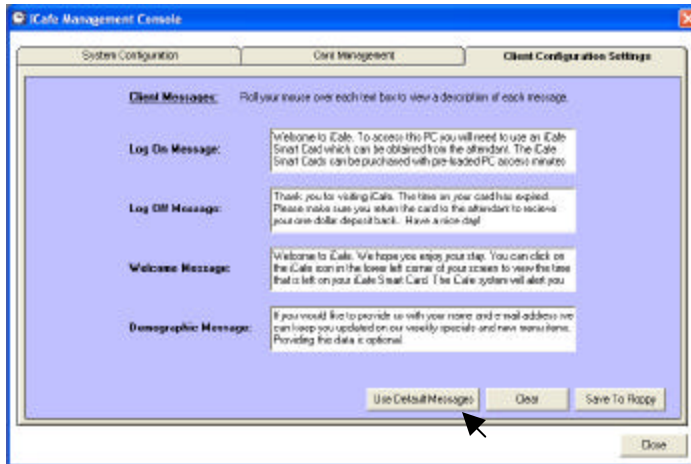 iCafe Management Console
System Configuration
Card Management
Client Configuration Settings
Client Messages: Roll your mouse over each text box to view a description of each message.
Log On Message:
Welcome to iCafe. To access this PC you will need to use an iCafe
Smart Card which can be obtained from the attendant. The iCafe
Smart Cards can be purchased with pre-loaded PC access minutes
Log Off Message:
Thank you for visiting iCafe. The time on your card has expired.
Please make sure you return the card to the attendant to recieve
your one dollar deposit back. Have a nice day!
Welcome Message:
Welcome to iCafe. We hope you enjoy your stay. You can click on
the iCafe icon in the lower left corner of your screen to view the time
that is left on your iCafe Smart Card. The iCafe system will alert you
Demographic Message:
If you would like to provide us with your name and e-mail address we
can keep you updated on our weekly specials and new menu items.
Providing this data is optional.
Use Default Messages
Clear
Save To Floppy
Close